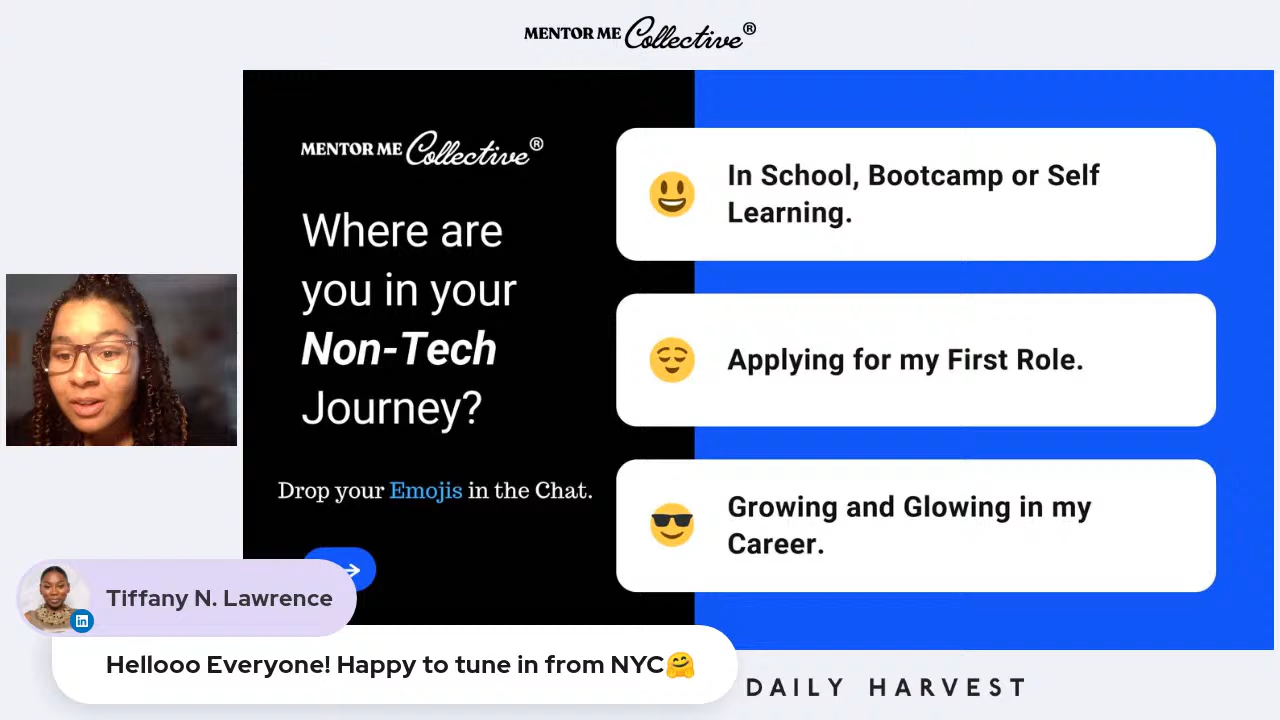 MENTOR ME Collective®
MENTOR ME Collective®
Where are
you in your
Non-Tech
Journey?
Drop your Emojis in the Chat.
In School, Bootcamp or Self
Learning.
Applying for my First Role.
Growing and Glowing in my
Career.
Tiffany N. Lawrence
in
Hellooo Everyone! Happy to tune in from NYC🤗
DAILY HARVEST